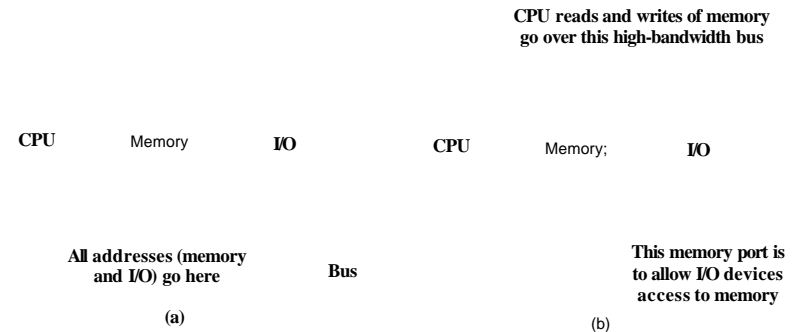 CPU reads and writes of memory
go over this high-bandwidth bus
CPU Memory I/O CPU Memory; I/O
All addresses (memory
and I/O) go here
Bus
This memory port is
to allow I/O devices
access to memory
(a)
(b)